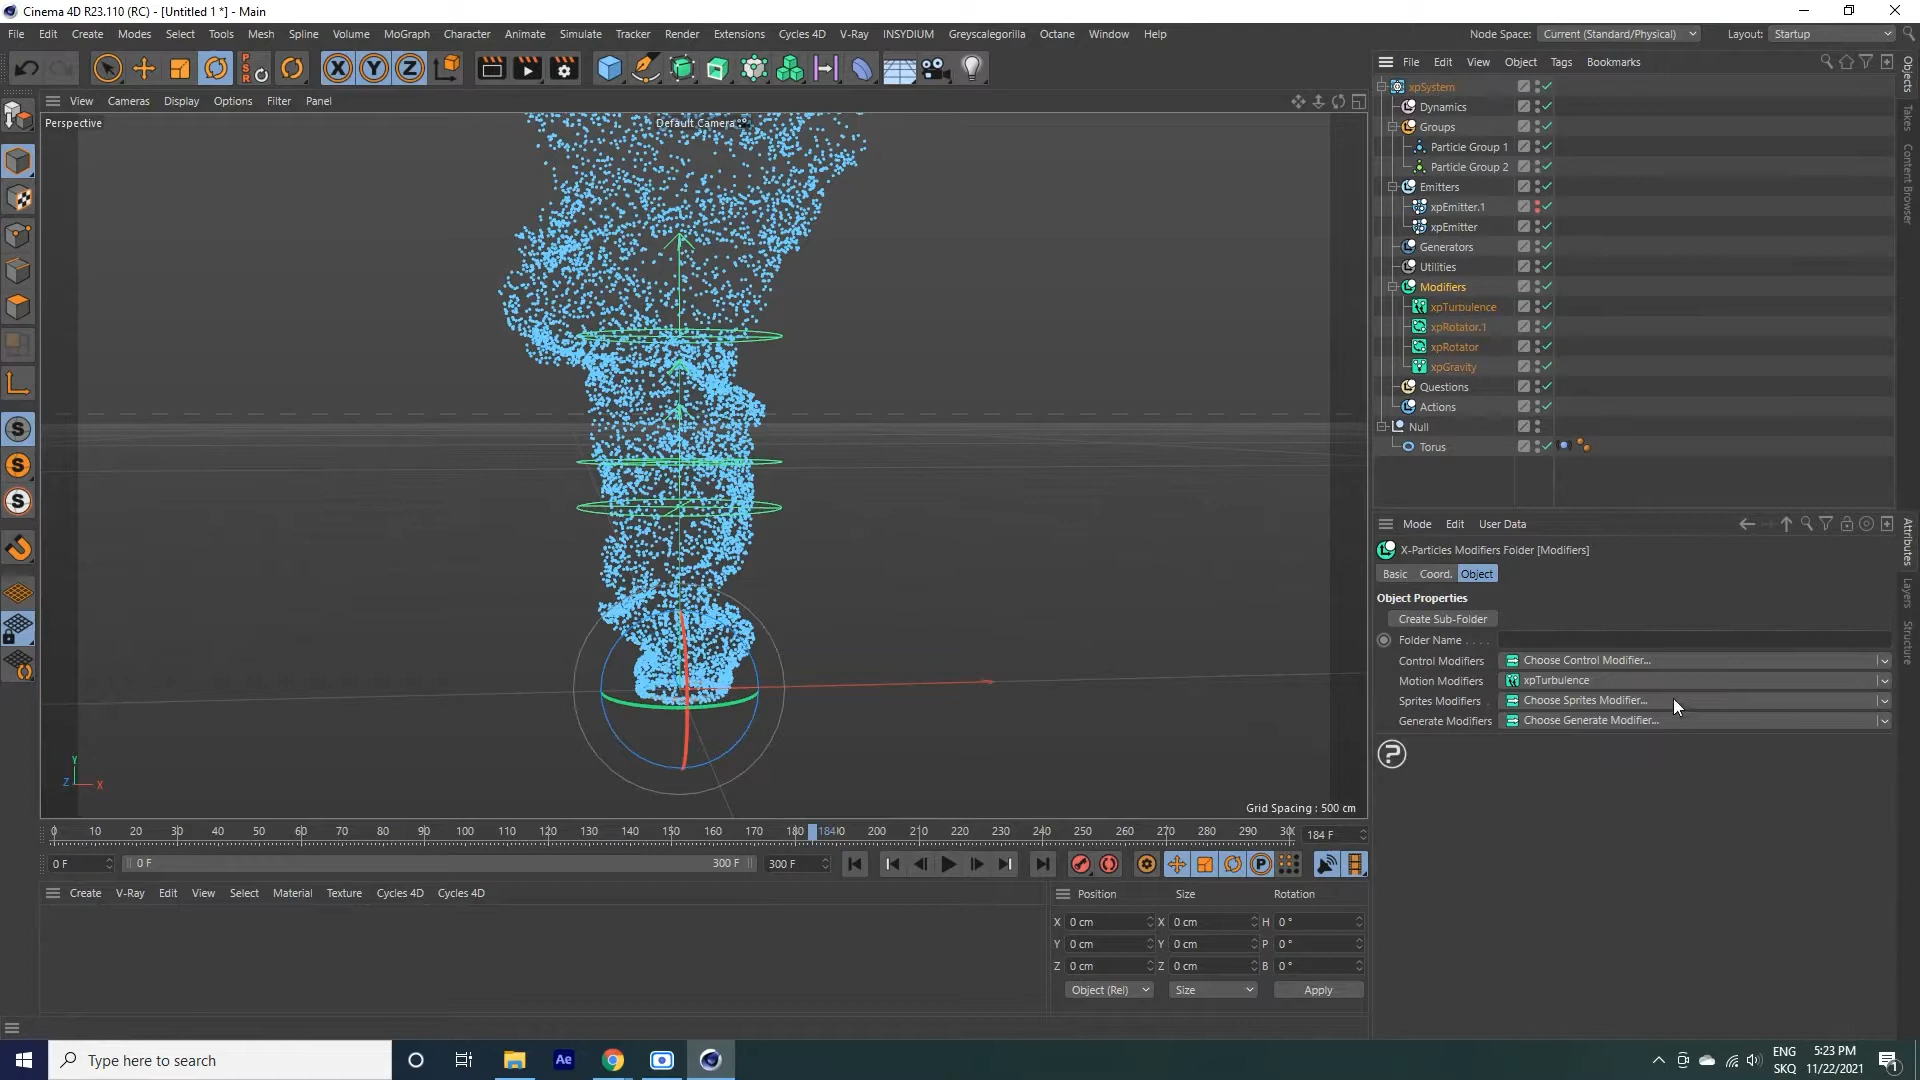 Cinema 4D R23.110 (RC) - [Untitled 1 *] - Main
File Edit Create Modes Select Tools Mesh Spline Volume MoGraph Character Animate Simulate Tracker Render Extensions Cycles 4D V-Ray INSYDIUM Greyscalegorilla Octane Window Help
Node Space: Current (Standard/Physical) Layout: Startup
View Cameras Display Options Filter Panel
Perspective
Default Camera
Grid Spacing : 500 cm
File Edit View Object Tags Bookmarks
xpSystem
Dynamics
Groups
Particle Group 1
Particle Group 2
Emitters
xpEmitter.1
xpEmitter
Generators
Utilities
Modifiers
xpTurbulence
xpRotator.1
xpRotator
xpGravity
Questions
Actions
Null
Torus
Objects
Takes
Content Browser
Mode Edit User Data
X-Particles Modifiers Folder [Modifiers]
Basic Coord. Object
Object Properties
Create Sub-Folder
Folder Name . . . .
Control Modifiers Choose Control Modifier...
Motion Modifiers xpTurbulence
Sprites Modifiers . Choose Sprites Modifier...
Generate Modifiers Choose Generate Modifier...
Attributes
Layers
Structure
0 10 20 30 40 50 60 70 80 90 100 110 120 130 140 150 160 170 180 184 200 210 220 230 240 250 260 270 280 290 184 F
0 F 0 F 300 F 300 F
Create V-Ray Edit View Select Material Texture Cycles 4D Cycles 4D
Position Size Rotation
X 0 cm X 0 cm H 0 °
Y 0 cm Y 0 cm P 0 °
Z 0 cm Z 0 cm B 0 °
Object (Rel) Size Apply
X Y Z
P S R
S
S
S
P
Y
Z X
Type here to search
Ae
ENG
SKQ
5:23 PM
11/22/2021
1